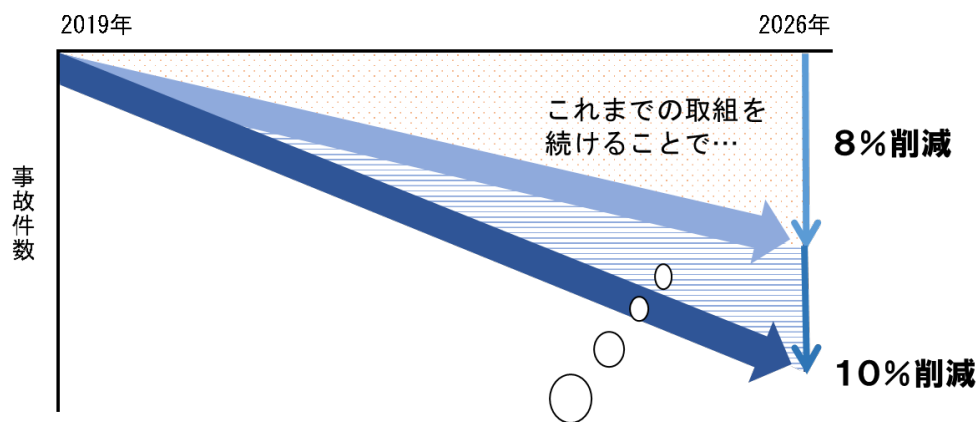 2019年
2026年
これまでの取組を
続けることで…
8%削減
事故件数
10%削減